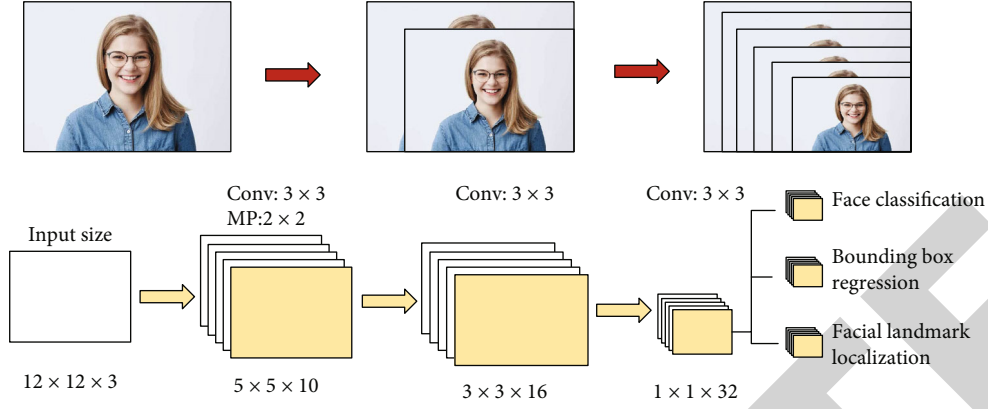 Conv: 3 × 3
MP:2 × 2
Conv: 3 × 3
Conv: 3 × 3
Input size
Face classification
Bounding box
regression
Facial landmark
localization
12 × 12 × 3
5 × 5 × 10
3 × 3 × 16
1 × 1 × 32